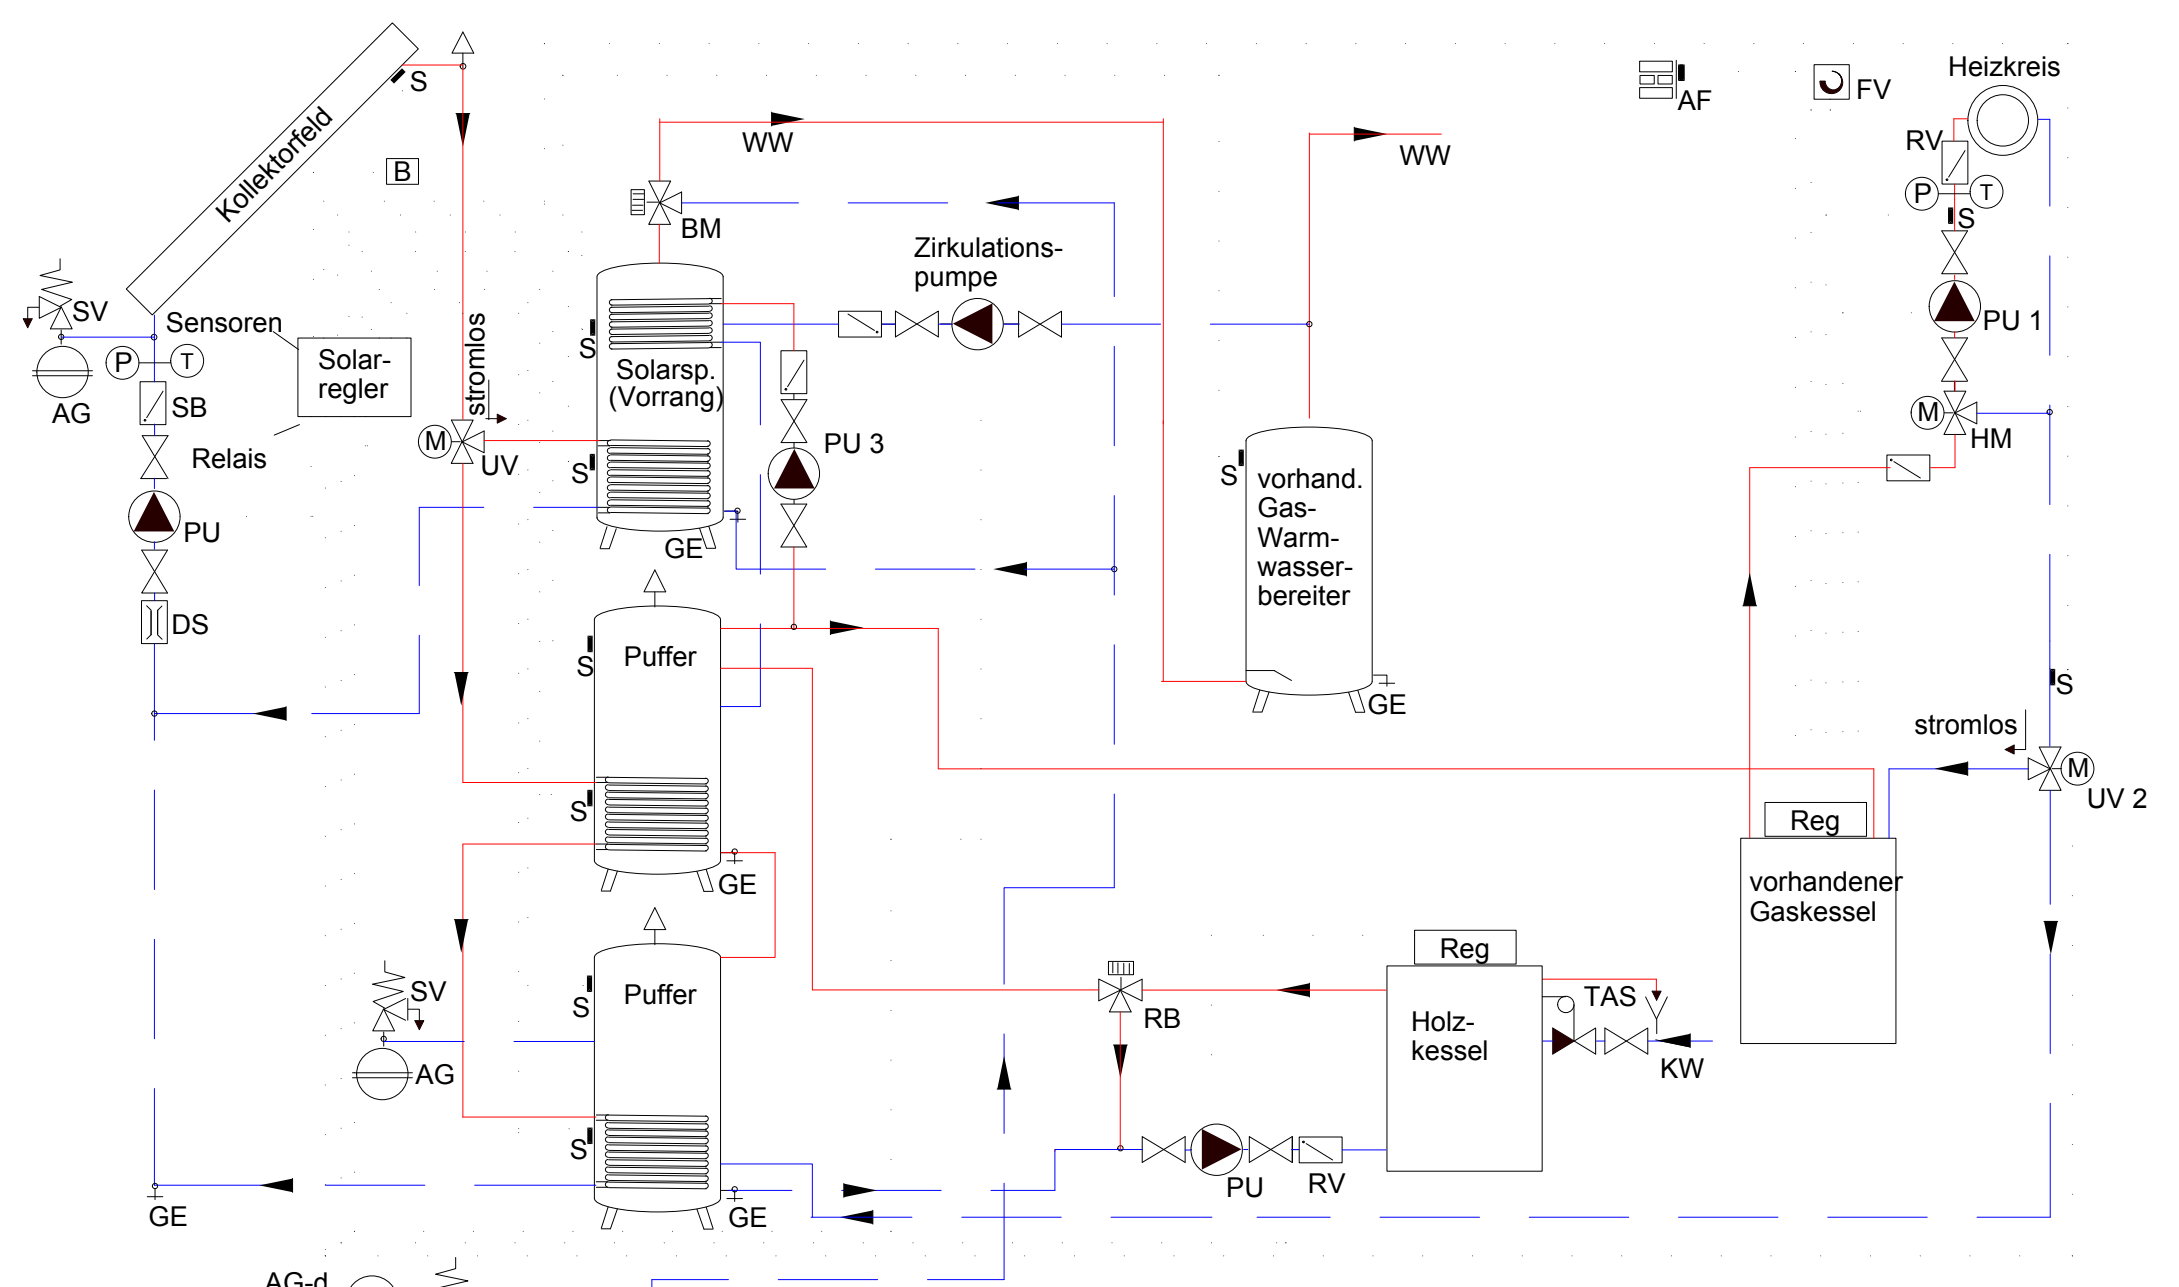 Heizkreis
S
AF
FV
Kollektorfeld
WW
WW
RV
B
P
T
S
BM
Zirkulations-
pumpe
SV
Sensoren
stromlos
S
PU 1
P
T
Solar-
regler
Solarsp.
(Vorrang)
AG
SB
M
HM
M
UV
PU 3
Relais
S
S
vorhand.
Gas-
Warm-
wasser-
bereiter
PU
GE
DS
S
Puffer
S
GE
stromlos
M
UV 2
S
Reg
GE
vorhandener
Gaskessel
Reg
SV
S
Puffer
TAS
RB
Holz-
kessel
AG
KW
S
PU
RV
GE
GE
AG-d